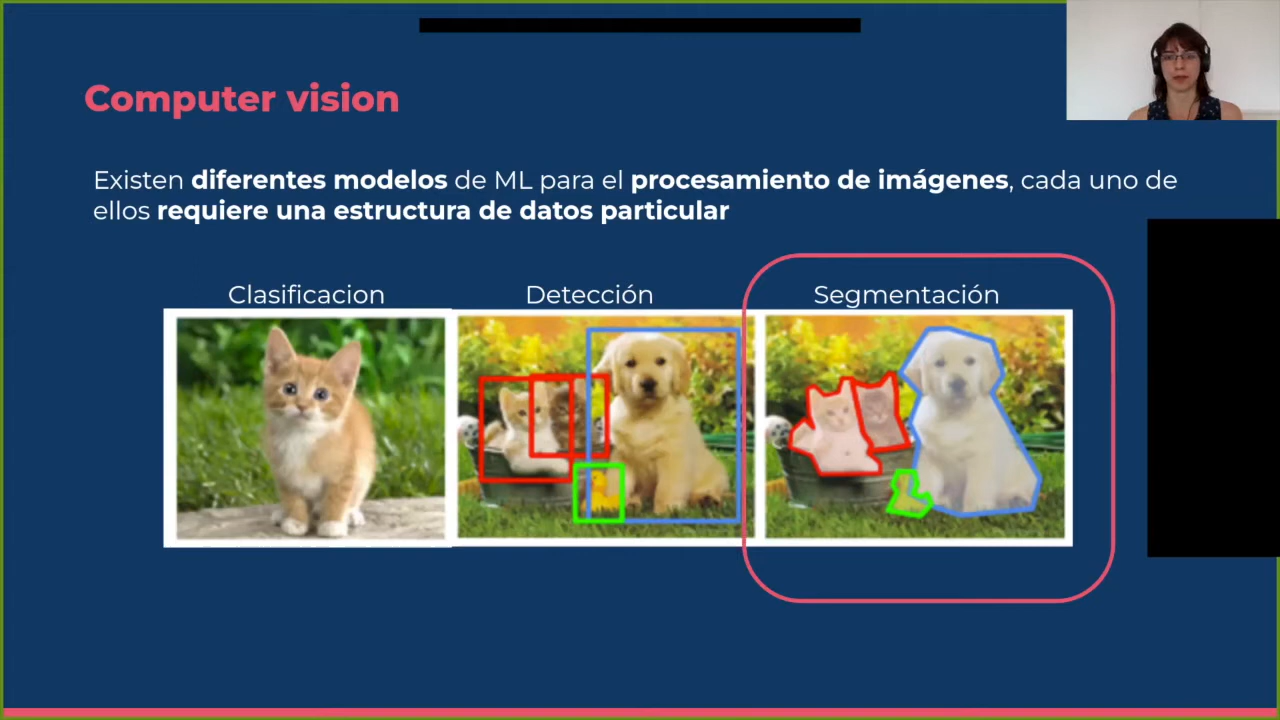 Computer vision
Existen diferentes modelos de ML para el procesamiento de imágenes, cada uno de
ellos requiere una estructura de datos particular
Clasificacion
Detección
Segmentación